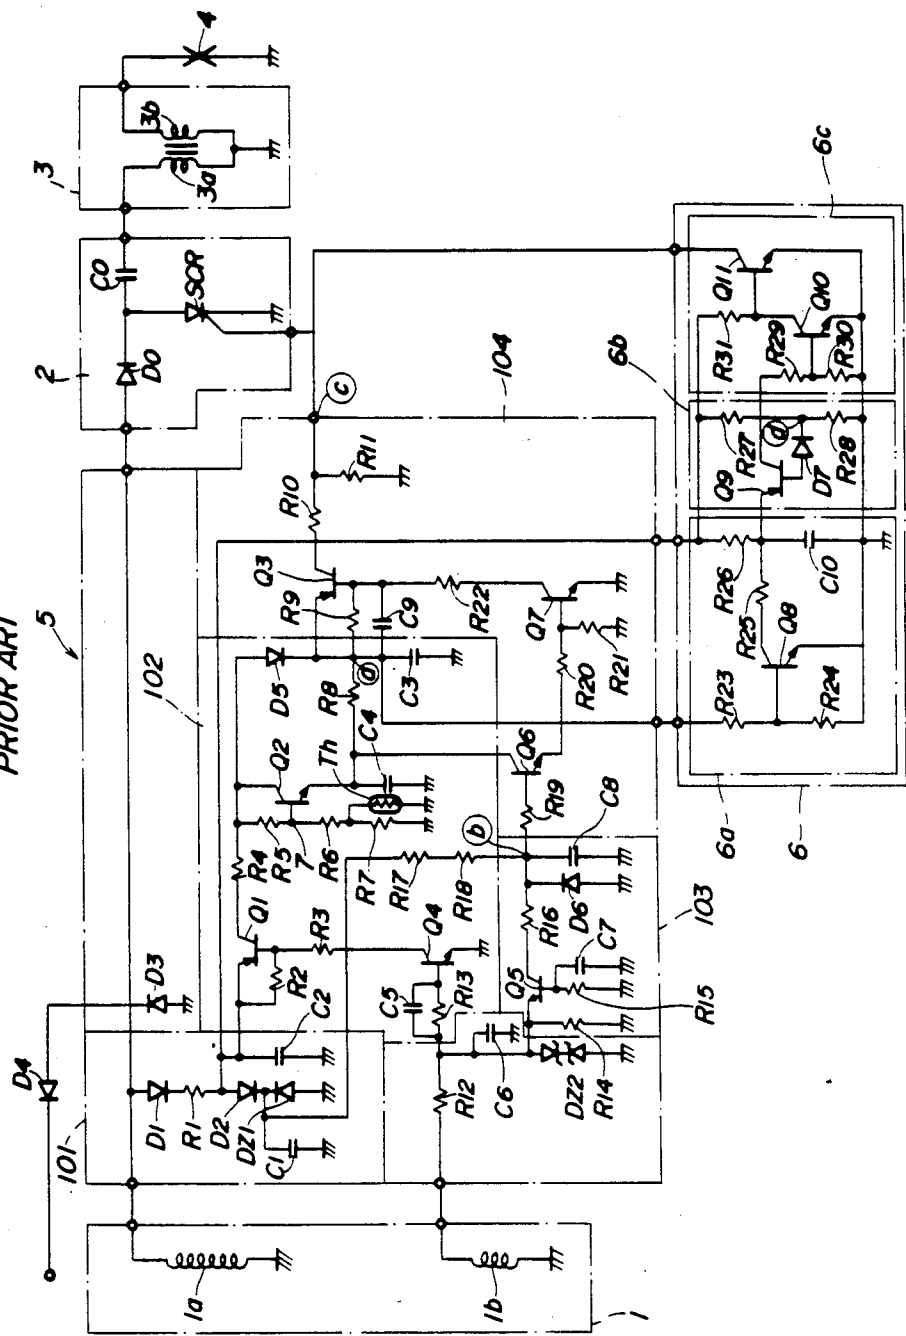 PRIOR ART
4
3
3b
3a
2
CO
DO
SCR
5
102
104
c
R10
R11
Q3
R9
C9
R22
Q7
R21
R20
D5
a
R8
C3
Q2
Th
C4
R4
R5
7
R6
R7
Q6
R19
b
R17
R18
C8
D6
R16
103
Q1
R2
R3
Q4
C5
R13
Q5
C7
R15
R14
DZ2
C6
R12
D3
D4
101
D1
R1
D2
DZ1
C2
C1
1a
1b
1
6c
Q11
R31
Q10
R29
R30
6b
R27
d
Q9
D7
R28
R26
C10
R25
Q8
R23
R24
6a
6